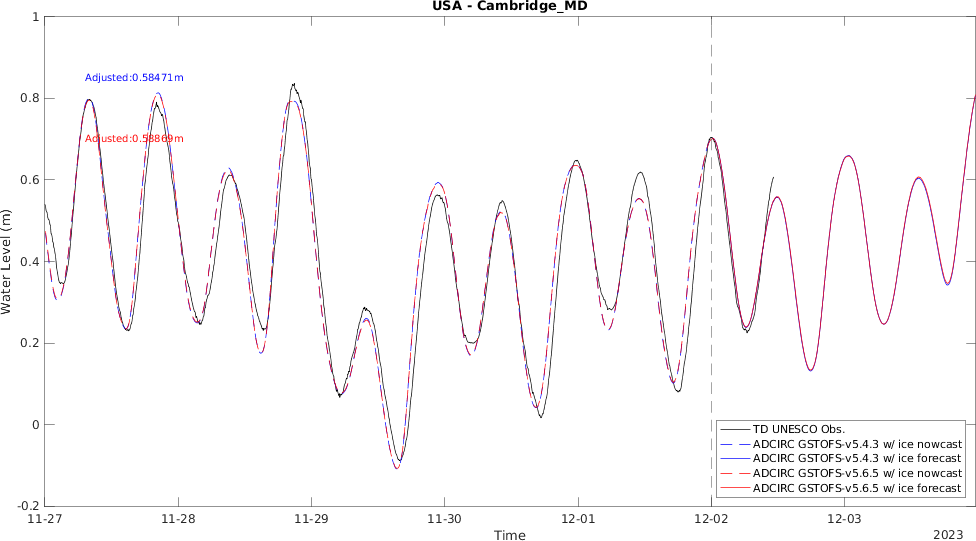 USA - Cambridge_MD
1
0.8
0.6
0.4
0.2
0
-0.2
Water Level (m)
Adjusted:0.58471m
Adjusted:0.58869m
TD UNESCO Obs.
ADCIRC GSTOFS-v5.4.3 w/ ice nowcast
ADCIRC GSTOFS-v5.4.3 w/ ice forecast
ADCIRC GSTOFS-v5.6.5 w/ ice nowcast
ADCIRC GSTOFS-v5.6.5 w/ ice forecast
11-27 11-28 11-29 11-30 12-01 12-02 12-03
Time
2023